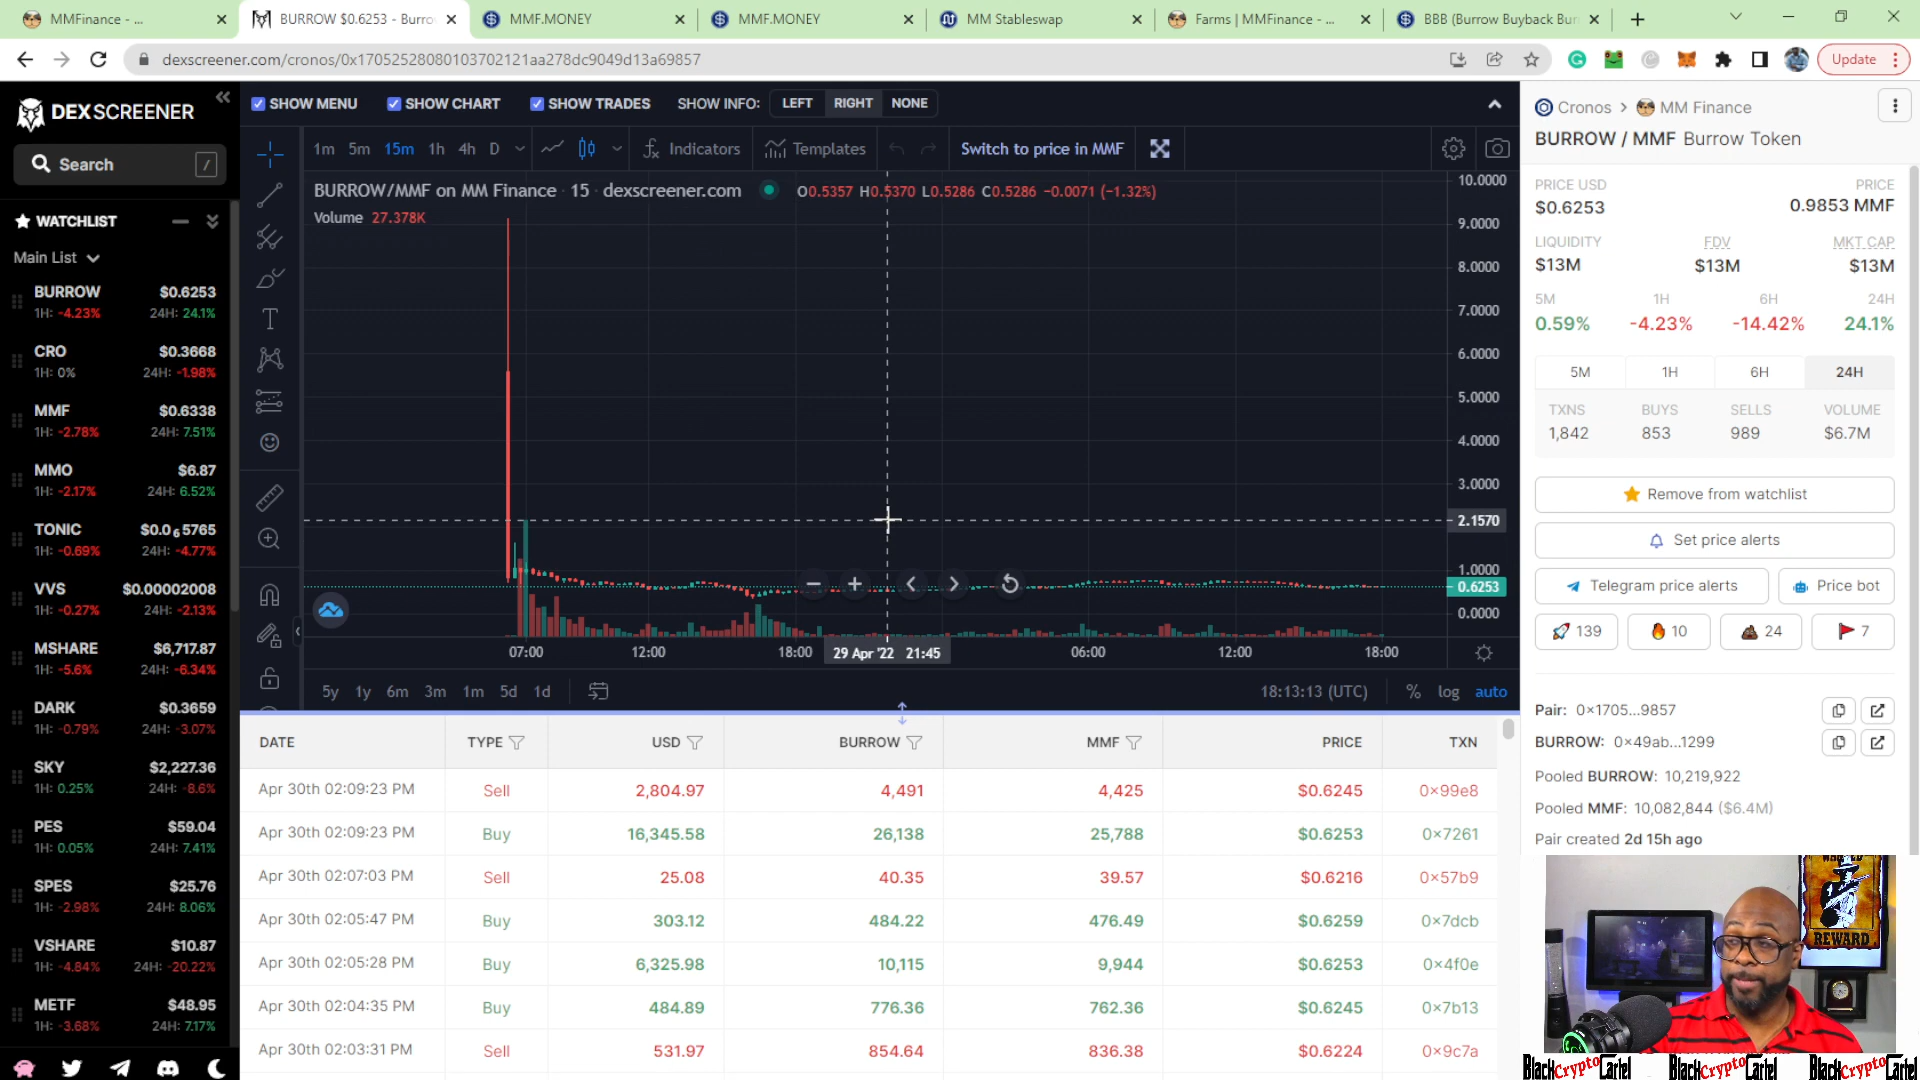 MMFinance - ...
BURROW $0.6253 - Burro
MMF.MONEY
MMF.MONEY
MM Stableswap
Farms | MMFinance - ...
BBB (Burrow Buyback Bur
dexscreener.com/cronos/0x17052528080103702121aa278dc9049d13a69857
Update
DEXSCREENER
Search /
WATCHLIST
Main List
BURROW $0.6253
1H: -4.23% 24H: 24.1%
CRO $0.3668
1H: 0% 24H: -1.98%
MMF $0.6338
1H: -2.78% 24H: 7.51%
MMO $6.87
1H: -2.17% 24H: 6.52%
TONIC $0.0₆5765
1H: -0.69% 24H: -4.77%
VVS $0.00002008
1H: -0.27% 24H: -2.13%
MSHARE $6,717.87
1H: -5.6% 24H: -6.34%
DARK $0.3659
1H: -0.79% 24H: -3.07%
SKY $2,227.36
1H: 0.25% 24H: -8.6%
PES $59.04
1H: 0.05% 24H: 7.41%
SPES $25.76
1H: -2.98% 24H: 8.06%
VSHARE $10.87
1H: -4.84% 24H: -20.22%
METF $48.95
1H: -3.68% 24H: 7.17%
SHOW MENU SHOW CHART SHOW TRADES SHOW INFO: LEFT RIGHT NONE
1m 5m 15m 1h 4h D Indicators Templates Switch to price in MMF
BURROW/MMF on MM Finance · 15 · dexscreener.com O0.5357 H0.5370 L0.5286 C0.5286 -0.0071 (-1.32%)
Volume 27.378K
10.0000
9.0000
8.0000
7.0000
6.0000
5.0000
4.0000
3.0000
2.1570
1.0000
0.6253
0.0000
07:00 12:00 18:00 29 Apr '22 21:45 06:00 12:00 18:00
5y 1y 6m 3m 1m 5d 1d 18:13:13 (UTC) % log auto
DATE TYPE USD BURROW MMF PRICE TXN
Apr 30th 02:09:23 PM Sell 2,804.97 4,491 4,425 $0.6245 0×99e8
Apr 30th 02:09:23 PM Buy 16,345.58 26,138 25,788 $0.6253 0×7261
Apr 30th 02:07:03 PM Sell 25.08 40.35 39.57 $0.6216 0×57b9
Apr 30th 02:05:47 PM Buy 303.12 484.22 476.49 $0.6259 0×7dcb
Apr 30th 02:05:28 PM Buy 6,325.98 10,115 9,944 $0.6253 0×4f0e
Apr 30th 02:04:35 PM Buy 484.89 776.36 762.36 $0.6245 0×7b13
Apr 30th 02:03:31 PM Sell 531.97 854.64 836.38 $0.6224 0×9c7a
Cronos > MM Finance
BURROW / MMF Burrow Token
PRICE USD PRICE
$0.6253 0.9853 MMF
LIQUIDITY FDV MKT CAP
$13M $13M $13M
5M 1H 6H 24H
0.59% -4.23% -14.42% 24.1%
5M 1H 6H 24H
TXNS BUYS SELLS VOLUME
1,842 853 989 $6.7M
Remove from watchlist
Set price alerts
Telegram price alerts Price bot
139 10 24 7
Pair: 0×1705...9857
BURROW: 0×49ab...1299
Pooled BURROW: 10,219,922
Pooled MMF: 10,082,844 ($6.4M)
Pair created 2d 15h ago
WANTED
REWARD
BlackCryptoCartel BlackCryptoCartel BlackCryptoCartel